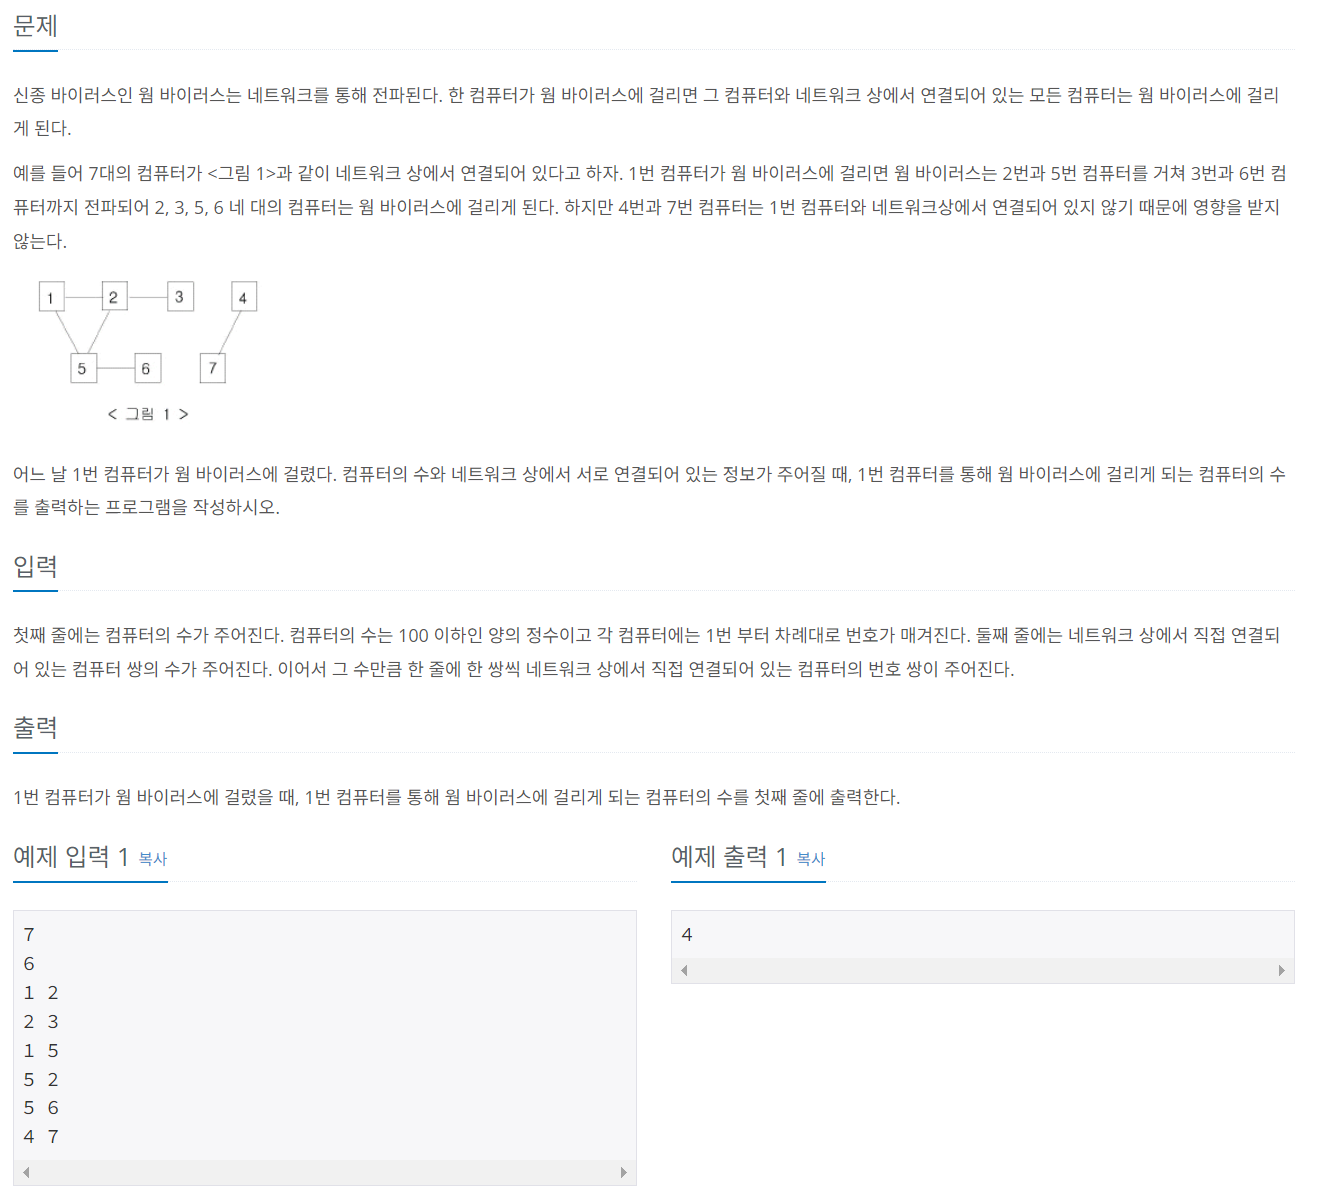 문제
신종 바이러스인 웜 바이러스는 네트워크를 통해 전파된다. 한 컴퓨터가 웜 바이러스에 걸리면 그 컴퓨터와 네트워크 상에서 연결되어 있는 모든 컴퓨터는 웜 바이러스에 걸리
게 된다.
예를 들어 7대의 컴퓨터가 <그림 1>과 같이 네트워크 상에서 연결되어 있다고 하자. 1번 컴퓨터가 웜 바이러스에 걸리면 웜 바이러스는 2번과 5번 컴퓨터를 거쳐 3번과 6번 컴
퓨터까지 전파되어 2, 3, 5, 6 네 대의 컴퓨터는 웜 바이러스에 걸리게 된다. 하지만 4번과 7번 컴퓨터는 1번 컴퓨터와 네트워크상에서 연결되어 있지 않기 때문에 영향을 받지
않는다.
1 2 3 4
5 6 7
< 그림 1 >
어느 날 1번 컴퓨터가 웜 바이러스에 걸렸다. 컴퓨터의 수와 네트워크 상에서 서로 연결되어 있는 정보가 주어질 때, 1번 컴퓨터를 통해 웜 바이러스에 걸리게 되는 컴퓨터의 수
를 출력하는 프로그램을 작성하시오.
입력
첫째 줄에는 컴퓨터의 수가 주어진다. 컴퓨터의 수는 100 이하인 양의 정수이고 각 컴퓨터에는 1번 부터 차례대로 번호가 매겨진다. 둘째 줄에는 네트워크 상에서 직접 연결되
어 있는 컴퓨터 쌍의 수가 주어진다. 이어서 그 수만큼 한 줄에 한 쌍씩 네트워크 상에서 직접 연결되어 있는 컴퓨터의 번호 쌍이 주어진다.
출력
1번 컴퓨터가 웜 바이러스에 걸렸을 때, 1번 컴퓨터를 통해 웜 바이러스에 걸리게 되는 컴퓨터의 수를 첫째 줄에 출력한다.
예제 입력 1 복사
7
6
1 2
2 3
1 5
5 2
5 6
4 7
예제 출력 1 복사
4